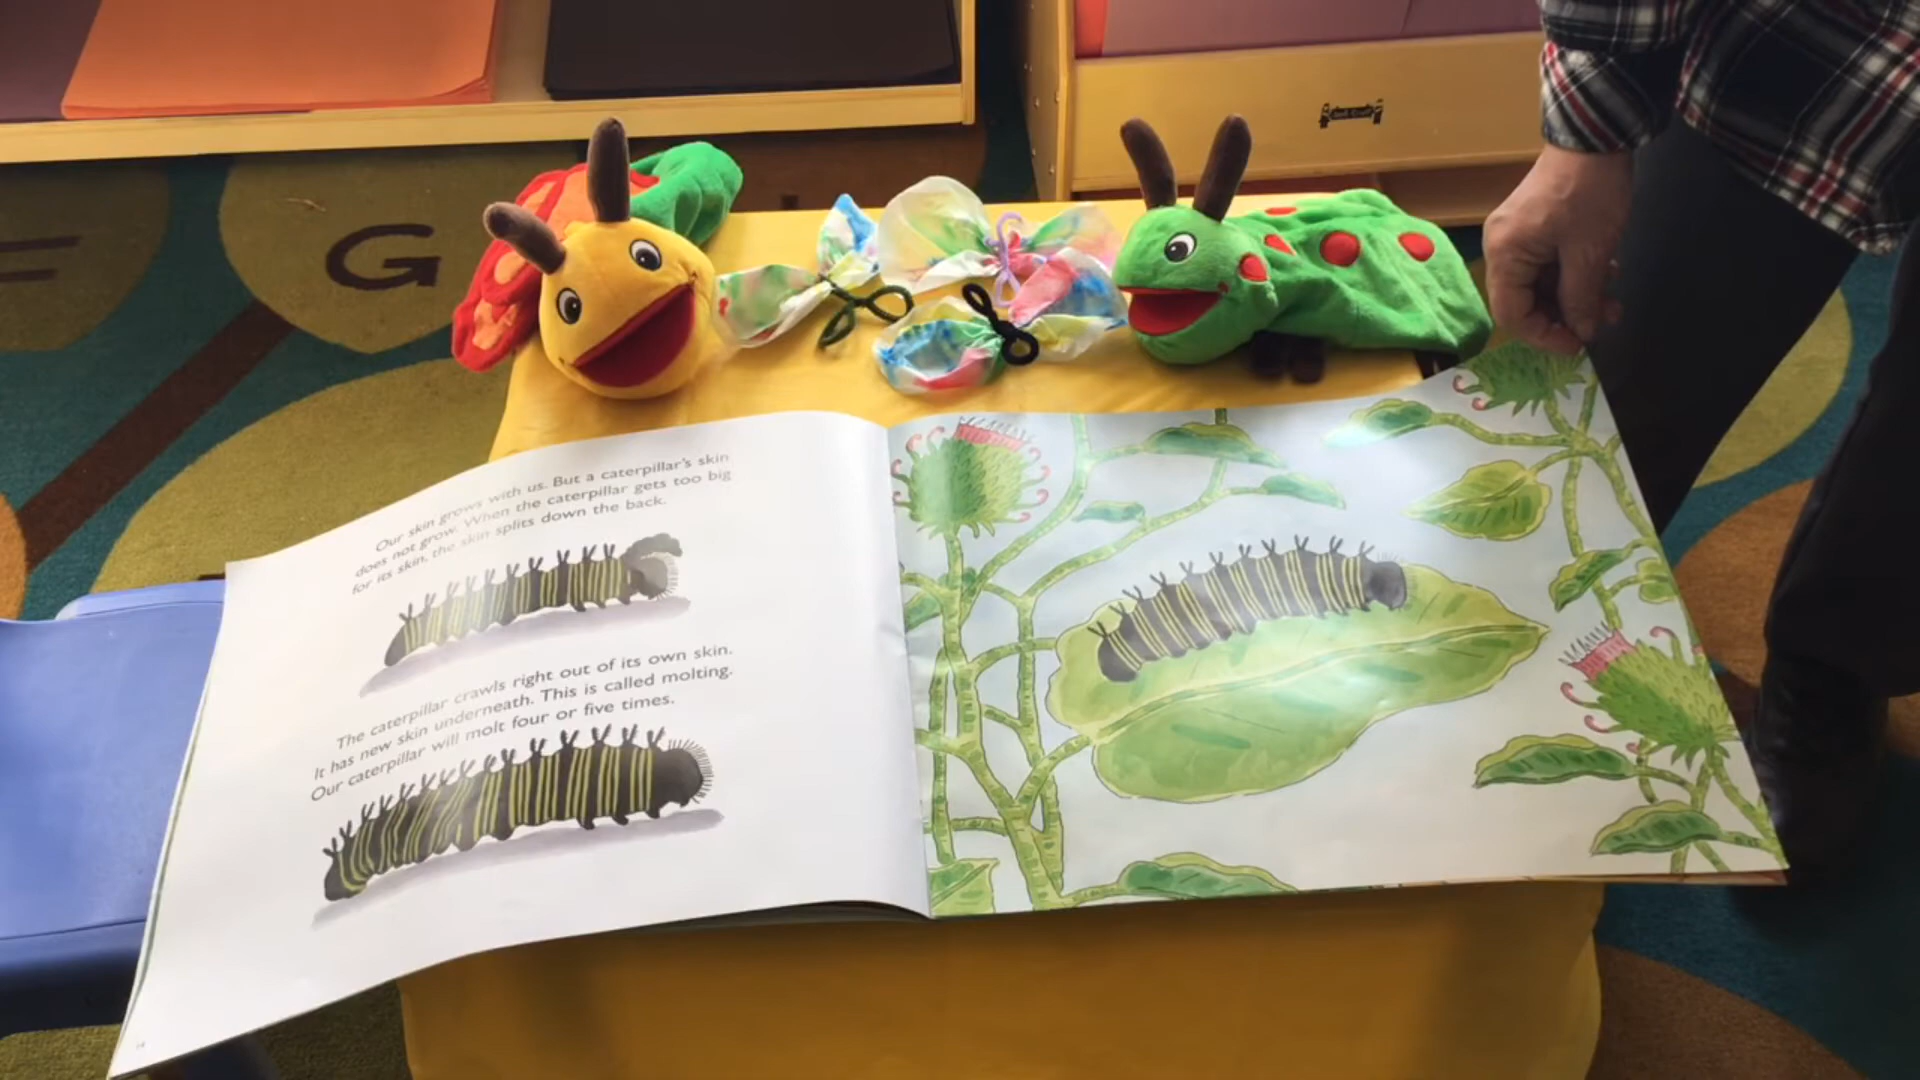 G
Our skin grows with us. But a caterpillar's skin
does not grow. When the caterpillar gets too big
for its skin, the skin splits down the back.
The caterpillar crawls right out of its own skin.
It has new skin underneath. This is called molting.
Our caterpillar will molt four or five times.